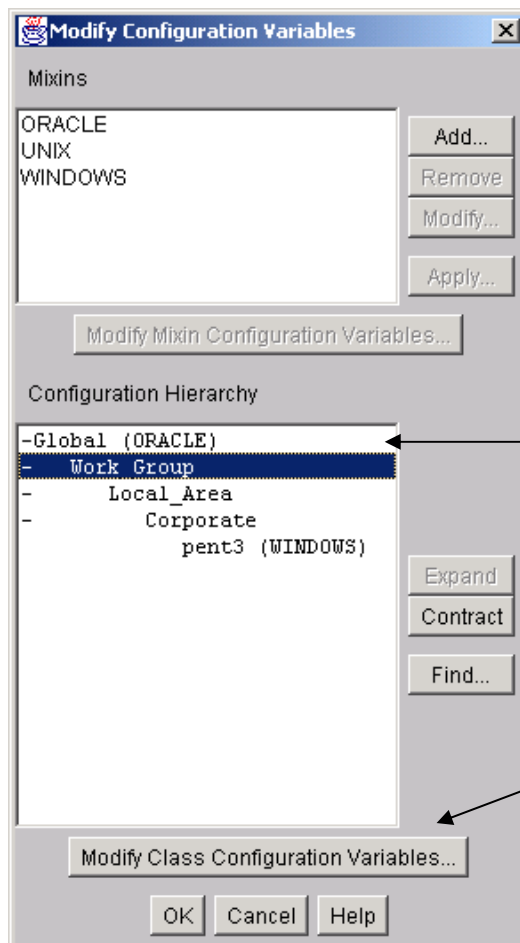 Modify Configuration Variables
Mixins
ORACLE
UNIX
WINDOWS
Add...
Remove
Modify...
Apply...
Modify Mixin Configuration Variables...
Configuration Hierarchy
-Global (ORACLE)
-   Work Group
-      Local_Area
-         Corporate
            pent3 (WINDOWS)
Expand
Contract
Find...
Modify Class Configuration Variables...
OK Cancel Help